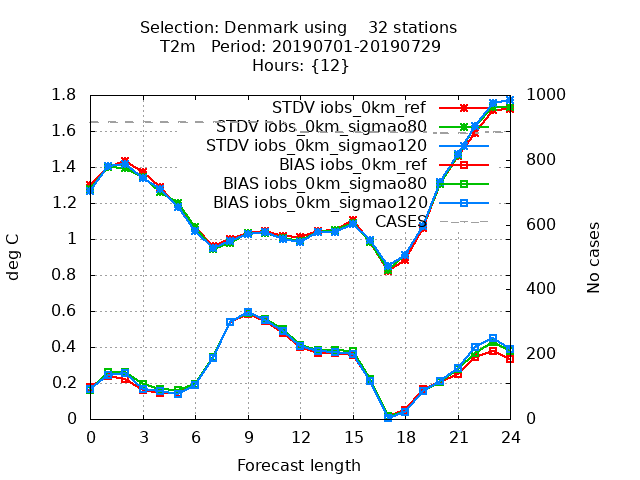 Selection: Denmark using    32 stations
T2m   Period: 20190701-20190729
Hours: {12}
1.8
1.6
1.4
1.2
1
0.8
0.6
0.4
0.2
0
deg C
STDV iobs_0km_ref
STDV iobs_0km_sigmao80
STDV iobs_0km_sigmao120
BIAS iobs_0km_ref
BIAS iobs_0km_sigmao80
BIAS iobs_0km_sigmao120
CASES
1000
800
600
400
200
0
No cases
0 3 6 9 12 15 18 21 24
Forecast length